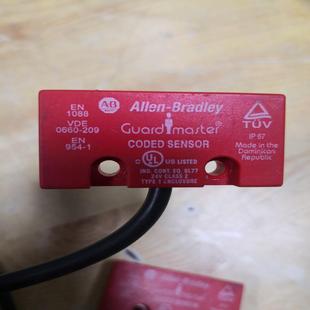 EN
1088
VDE
0660-209
EN
954-1
AB
Allen-Bradley
Guardmaster®
CODED SENSOR
UL
US LISTED
IND. CONT. EQ. 9L77
24V CLASS 2
TYPE 1 ENCLOSURE
TÜV
IP 67
Made in the
Dominican
Republic